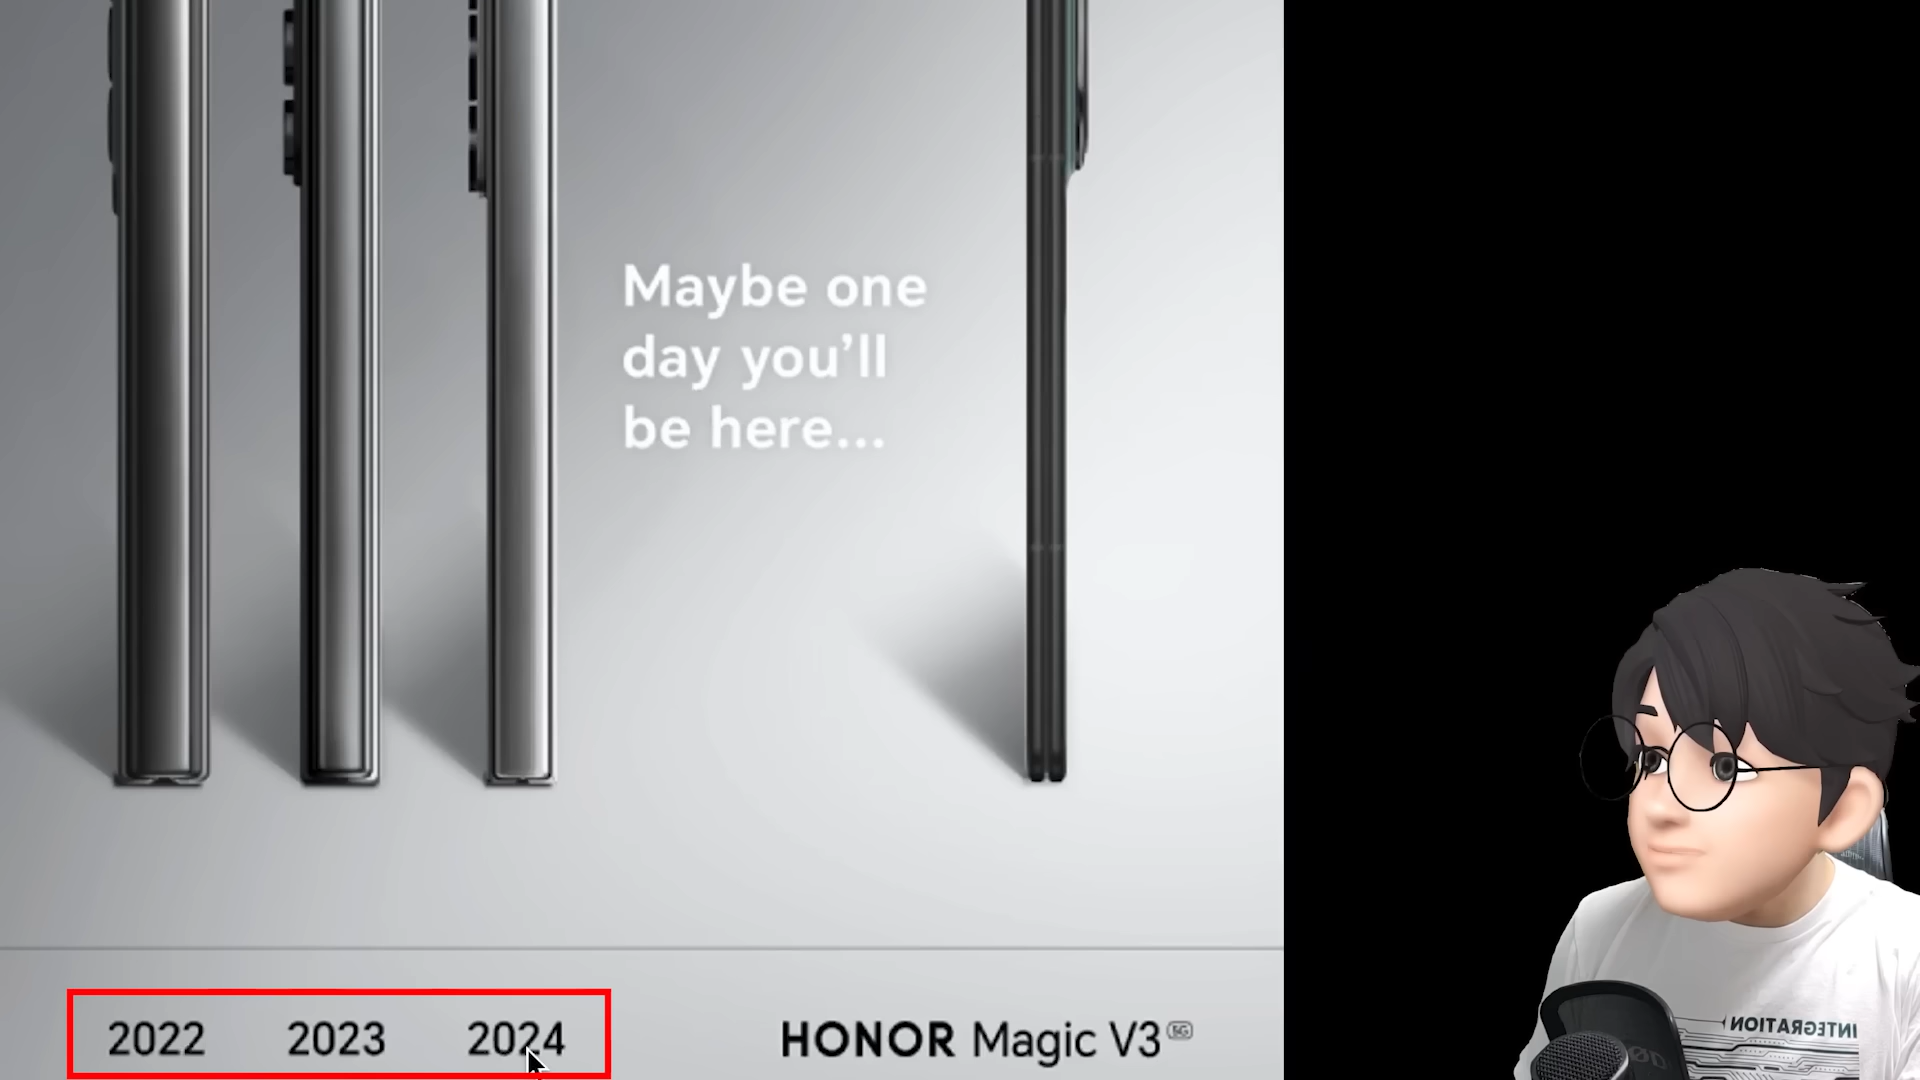 Maybe one
day you’ll
be here...
2022 2023 2024 HONOR Magic V3 5G
INTEGRATION